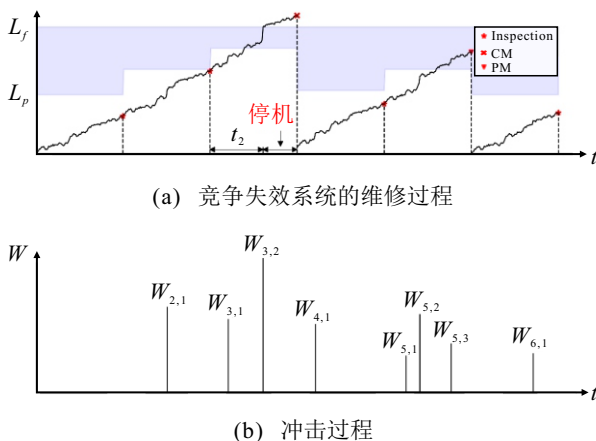 L_f
L_p
Inspection
CM
PM
停机
t_2
t
(a) 竞争失效系统的维修过程
W
W_{2,1}
W_{3,1}
W_{3,2}
W_{4,1}
W_{5,1}
W_{5,2}
W_{5,3}
W_{6,1}
t
(b) 冲击过程